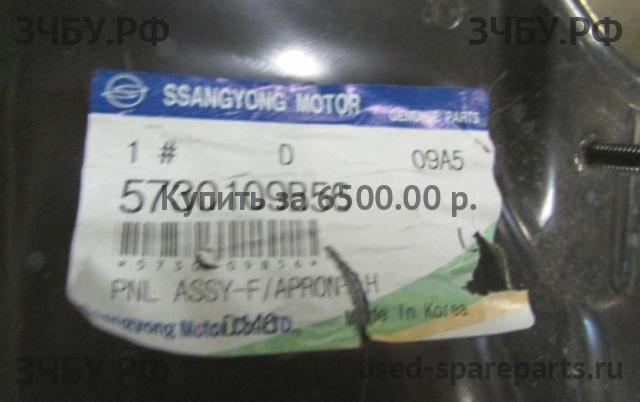 ЗЧБУ.РФ
ЗЧБУ.РФ
SSANGYONG MOTOR
GENUINE PARTS
1 # D 09A5
Купить за 6500.00 р.
PNL ASSY-F/APRON
Made In Korea
ЗЧБУ.РФ
used-spareparts.ru